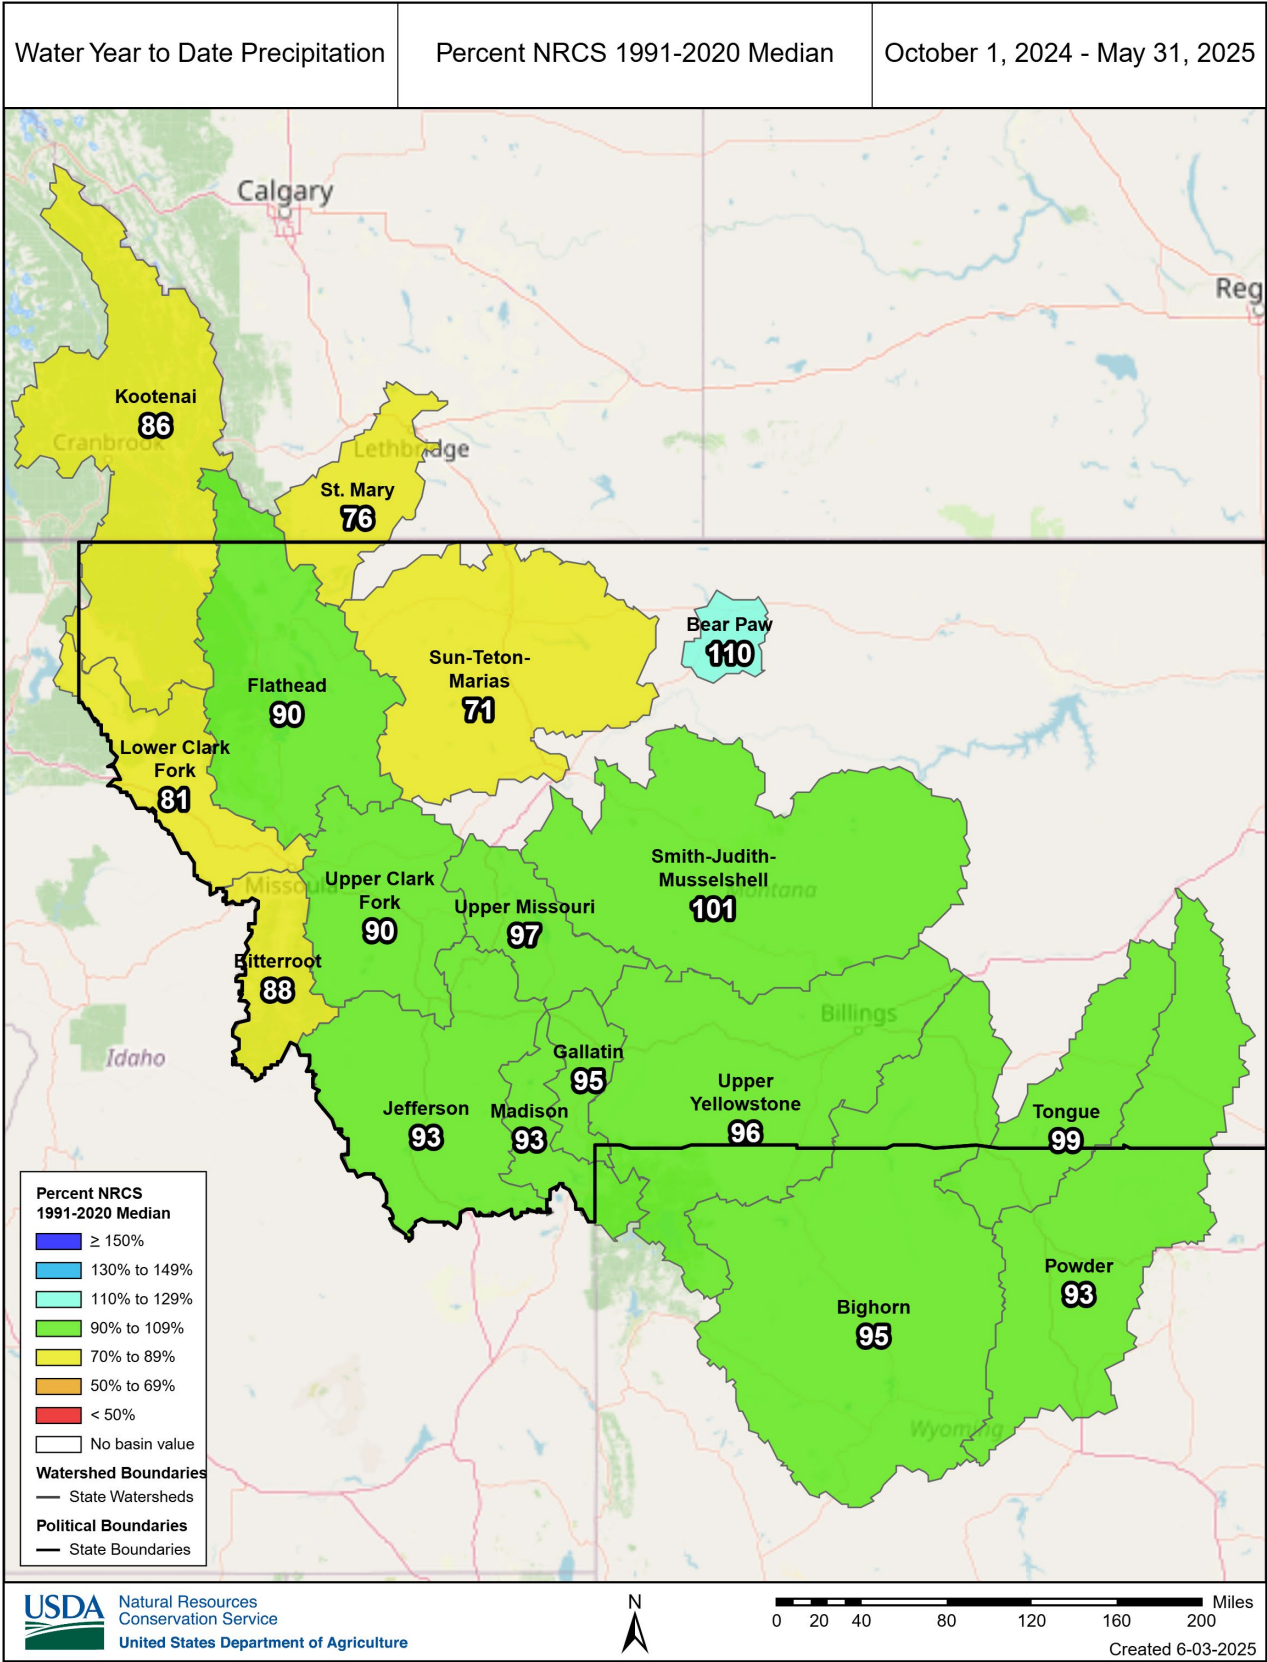 Water Year to Date Precipitation
Percent NRCS 1991-2020 Median
October 1, 2024 - May 31, 2025
Calgary
Reg
Kootenai
86
Cranbrook
Lethbridge
St. Mary
76
Bear Paw
110
Sun-Teton-
Marias
71
Flathead
90
Lower Clark
Fork
81
Smith-Judith-
Musselshell
101
Montana
Missoula
Upper Clark
Fork
90
Upper Missouri
97
Bitterroot
88
Billings
Idaho
Gallatin
95
Upper
Yellowstone
96
Jefferson
93
Madison
93
Tongue
99
Powder
93
Bighorn
95
Wyoming
Percent NRCS
1991-2020 Median
≥ 150%
130% to 149%
110% to 129%
90% to 109%
70% to 89%
50% to 69%
< 50%
No basin value
Watershed Boundaries
State Watersheds
Political Boundaries
State Boundaries
USDA
Natural Resources
Conservation Service
United States Department of Agriculture
N
Miles
0 20 40 80 120 160 200
Created 6-03-2025